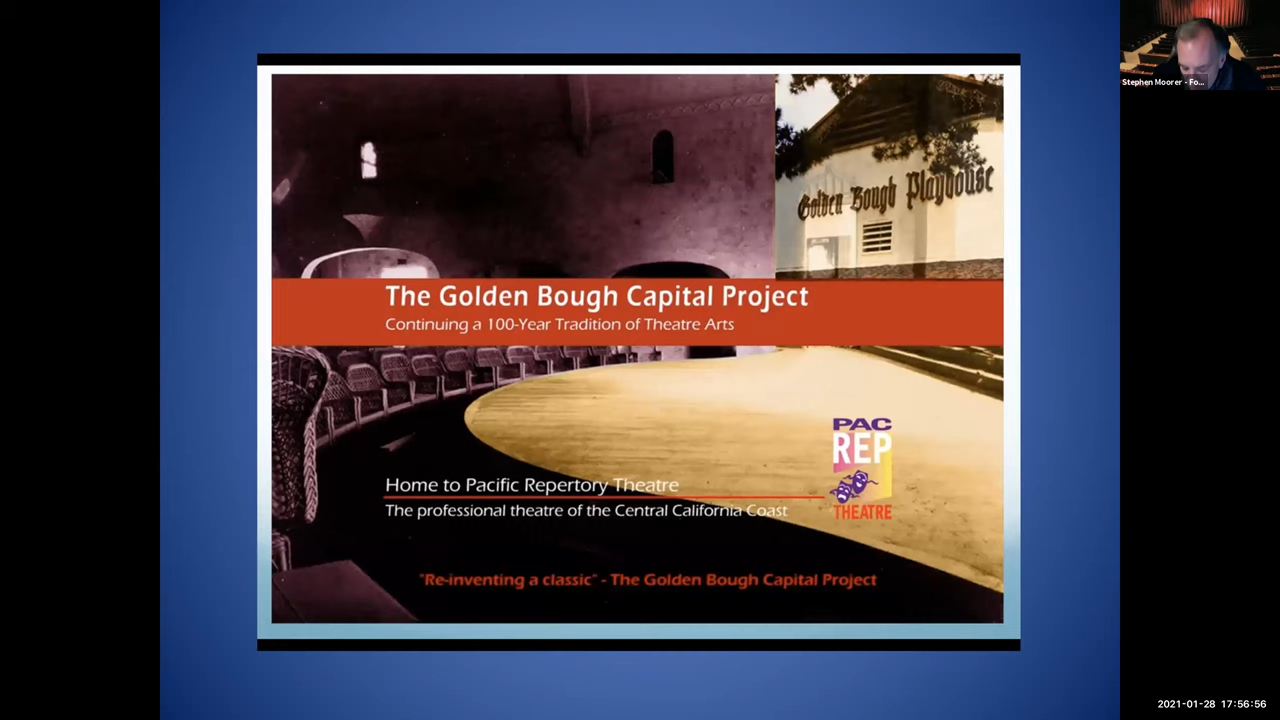 Stephen Moorer - Fo...
Golden Bough Playhouse
The Golden Bough Capital Project
Continuing a 100-Year Tradition of Theatre Arts
PAC
REP
THEATRE
Home to Pacific Repertory Theatre
The professional theatre of the Central California Coast
"Re-inventing a classic" - The Golden Bough Capital Project
2021-01-28 17:56:56